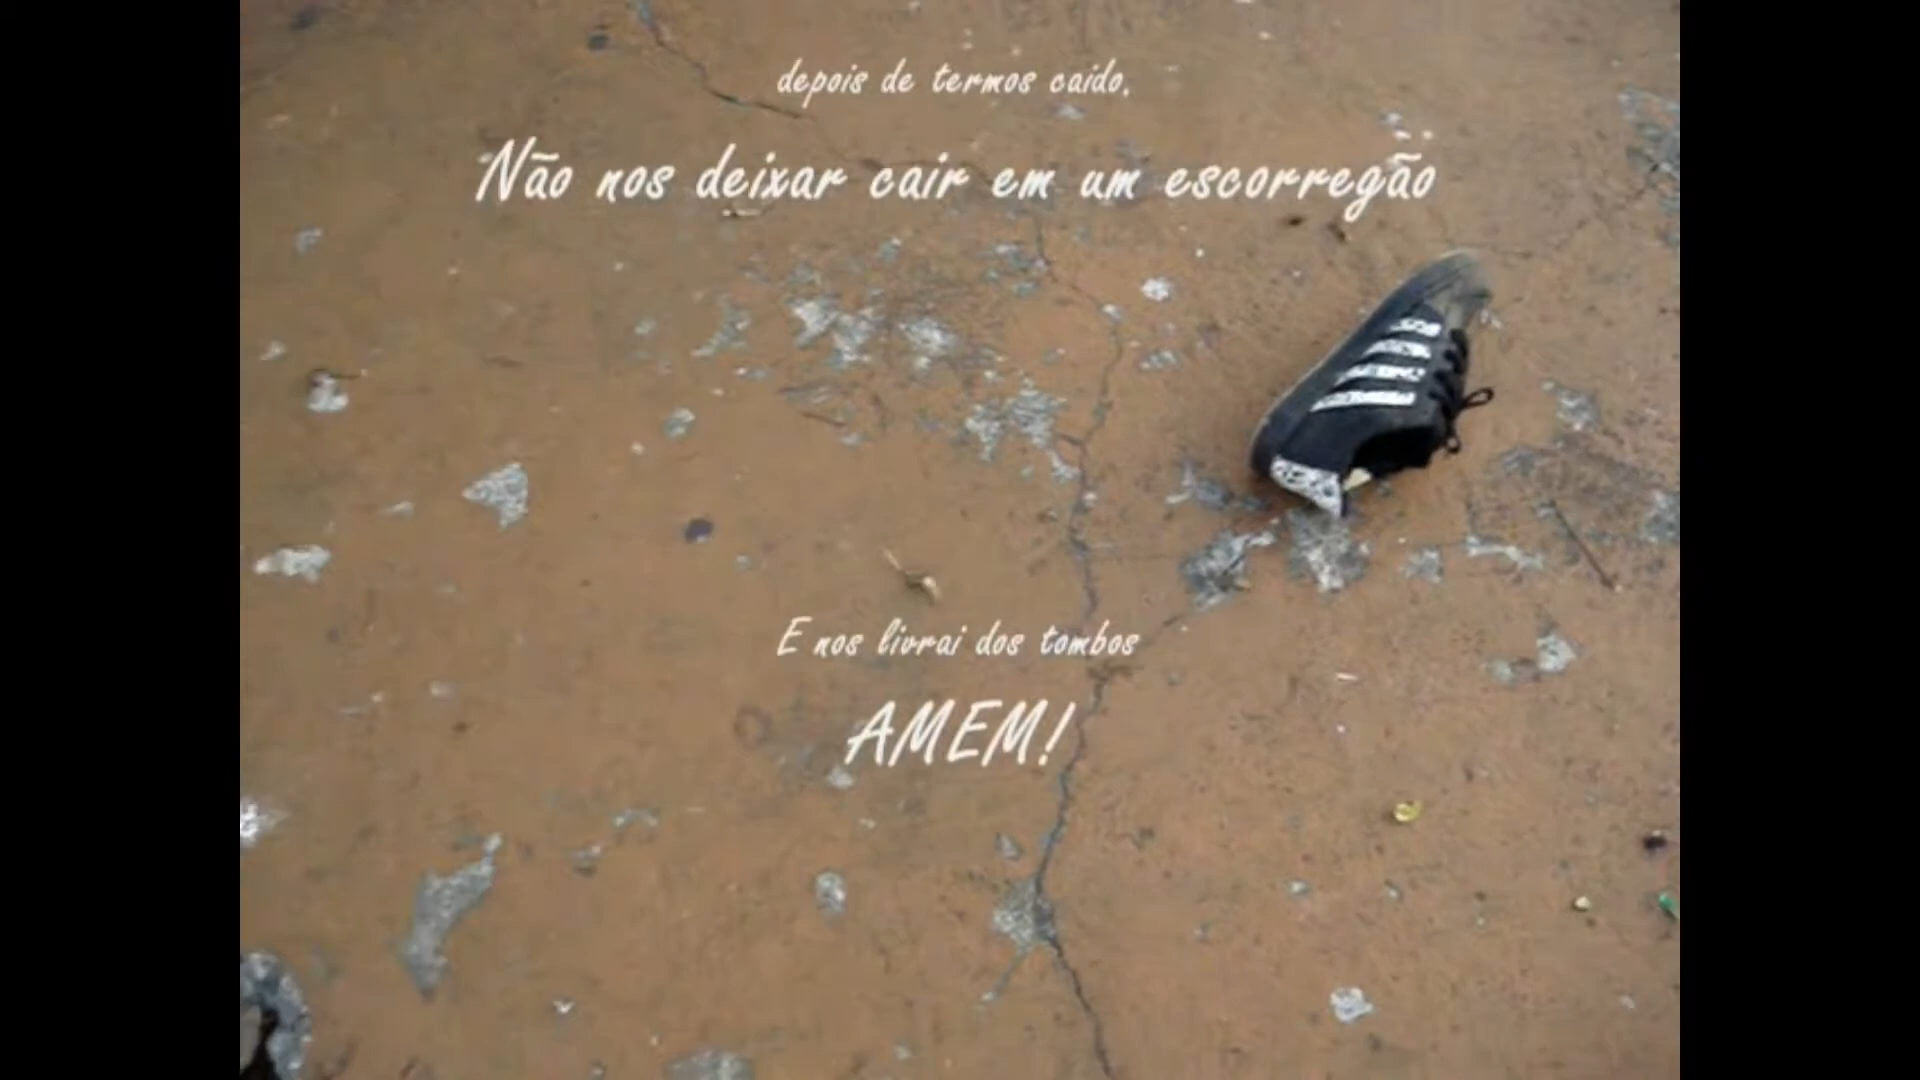 depois de termos caido.
Não nos deixar cair em um escorregão
E nos livrai dos tombos
AMEM!